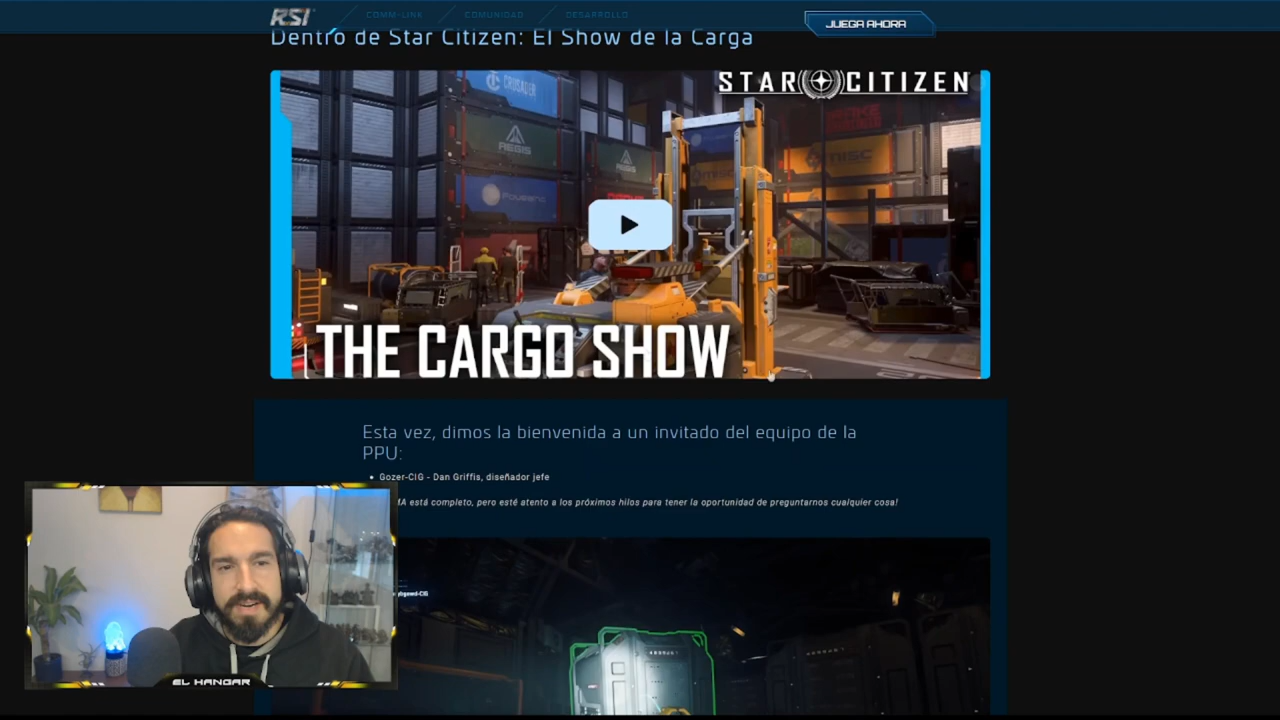 RSI
COMM-LINK
COMUNIDAD
DESARROLLO
JUEGA AHORA
Dentro de Star Citizen: El Show de la Carga
STAR CITIZEN
CRUSADER
AEGIS
AEGIS
MISC
THE CARGO SHOW
Esta vez, dimos la bienvenida a un invitado del equipo de la
PPU:
Gozer-CIG - Dan Griffis, diseñador jefe
está completo, pero esté atento a los próximos hilos para tener la oportunidad de preguntarnos cualquier cosa!
EL HANGAR